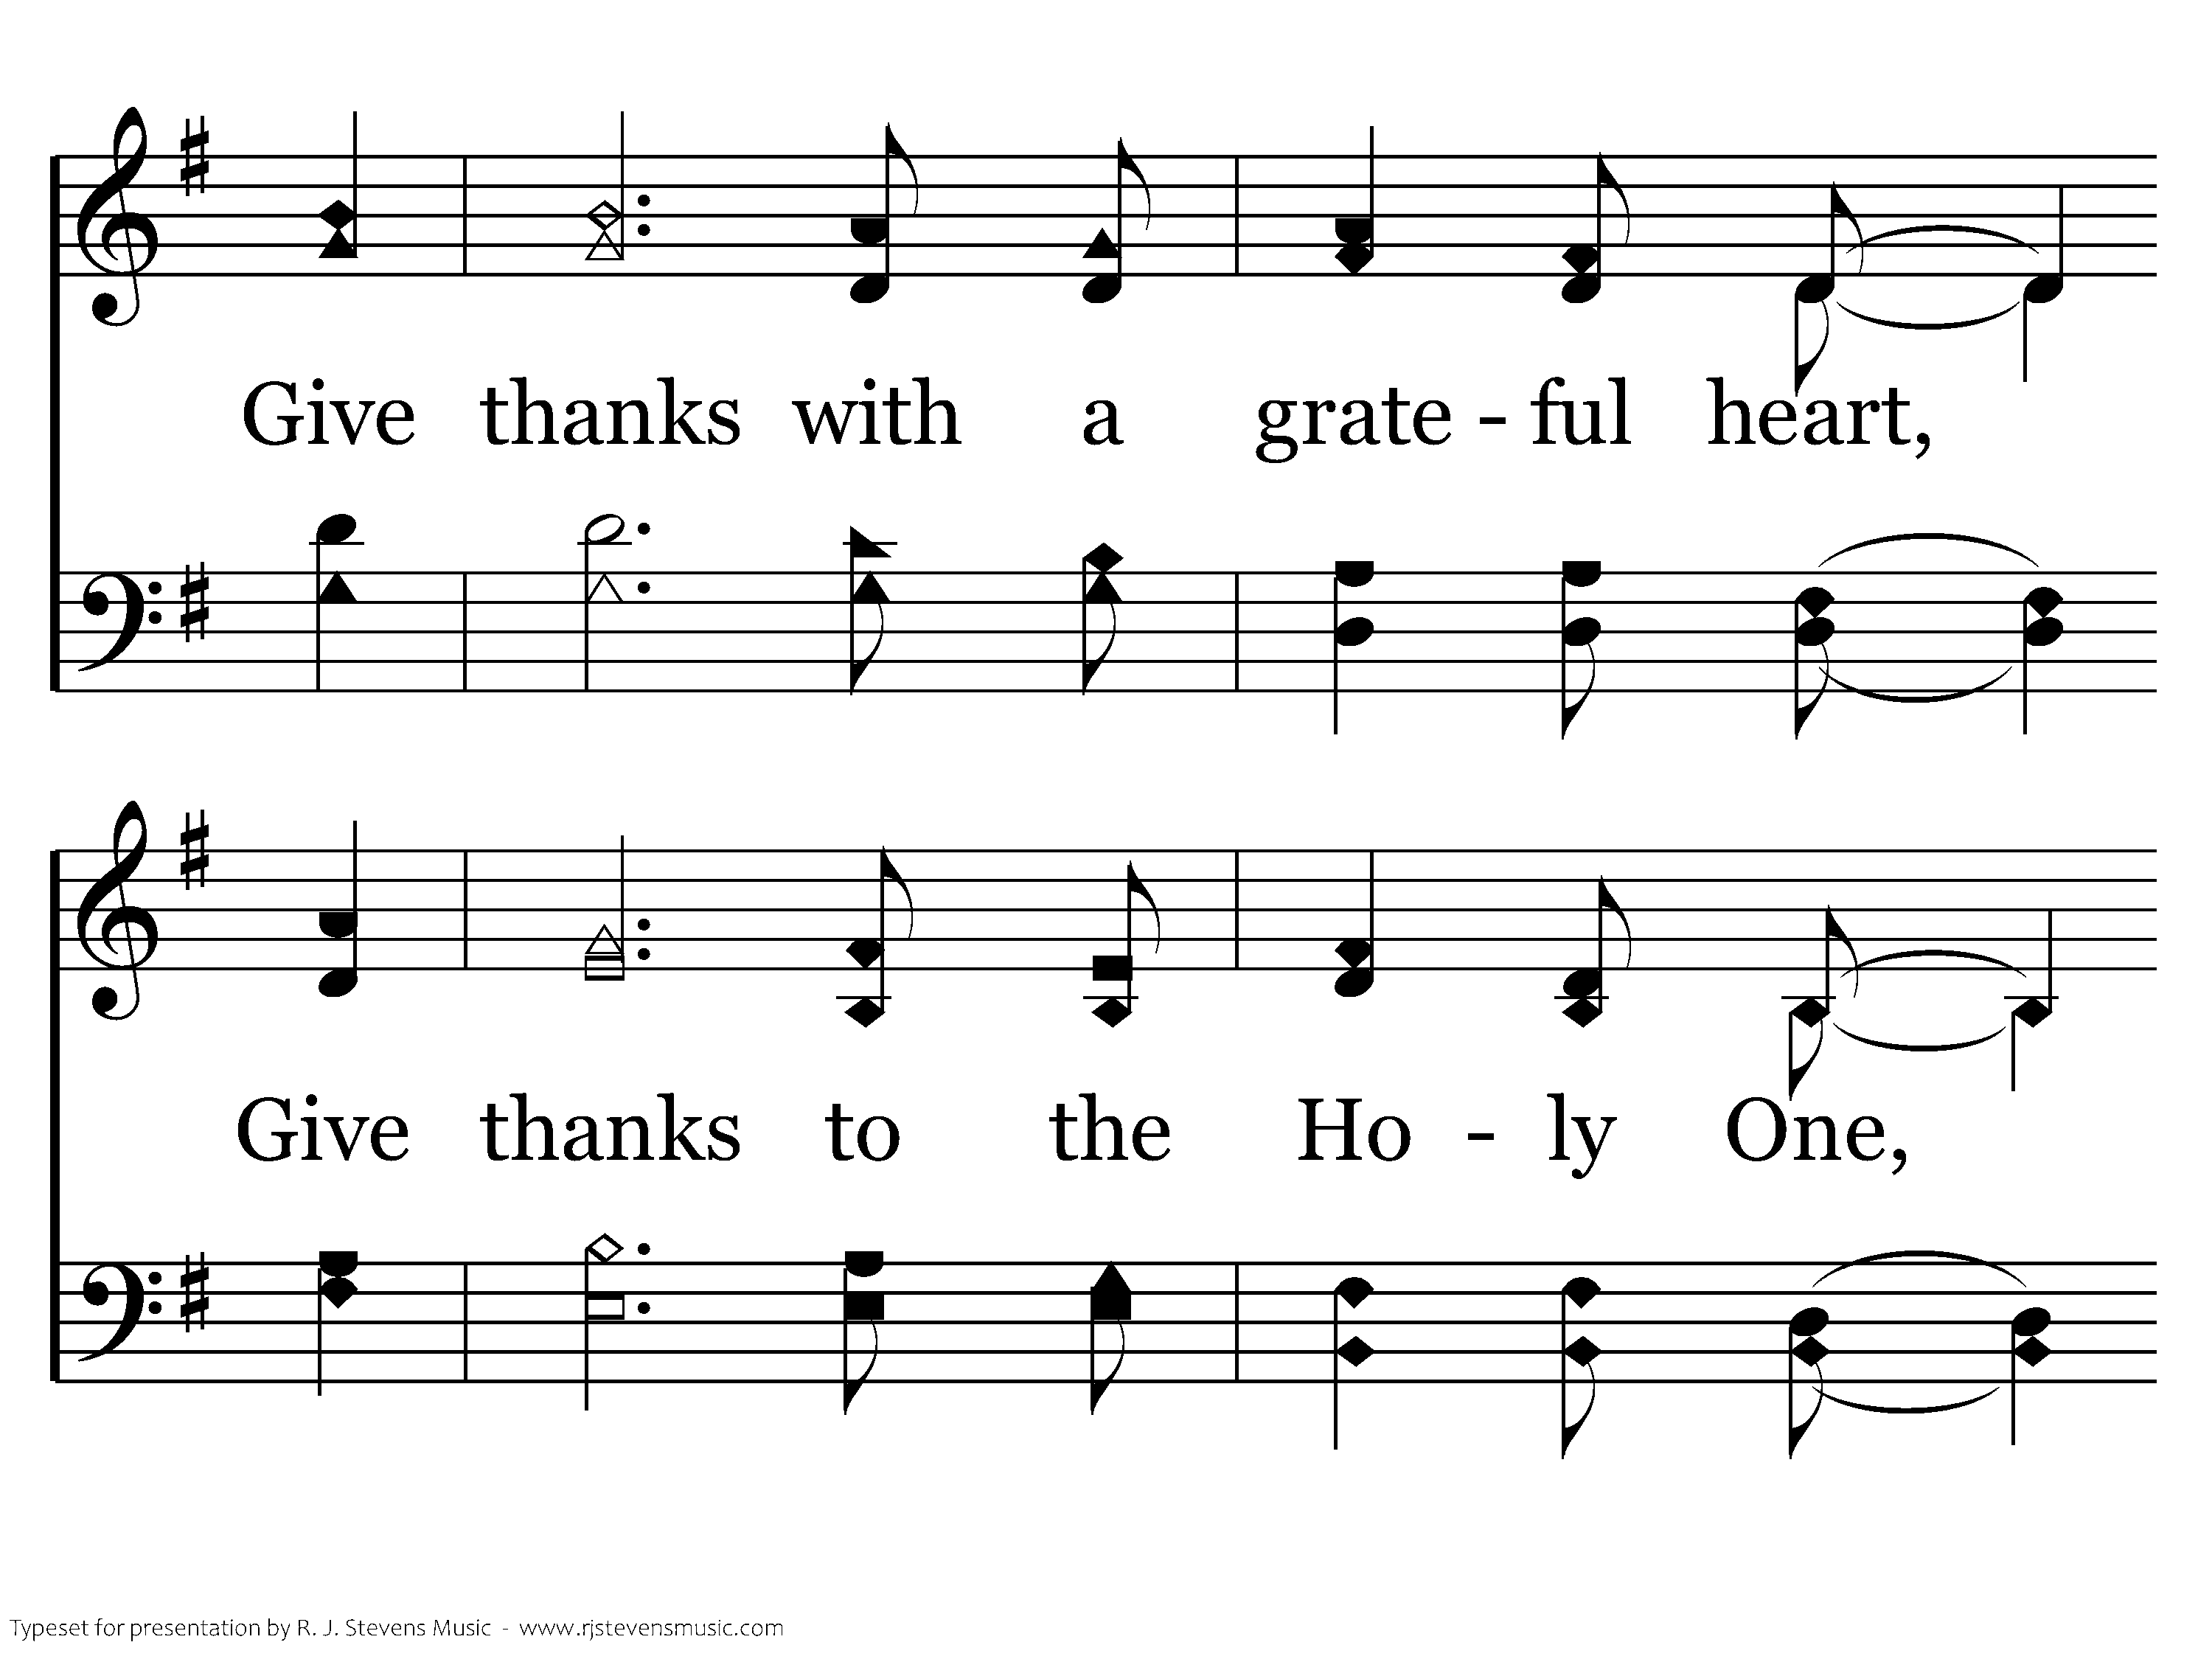 Give thanks with a grate - ful heart,
Give thanks to the Ho - ly One,
Typeset for presentation by R. J. Stevens Music - www.rjstevensmusic.com